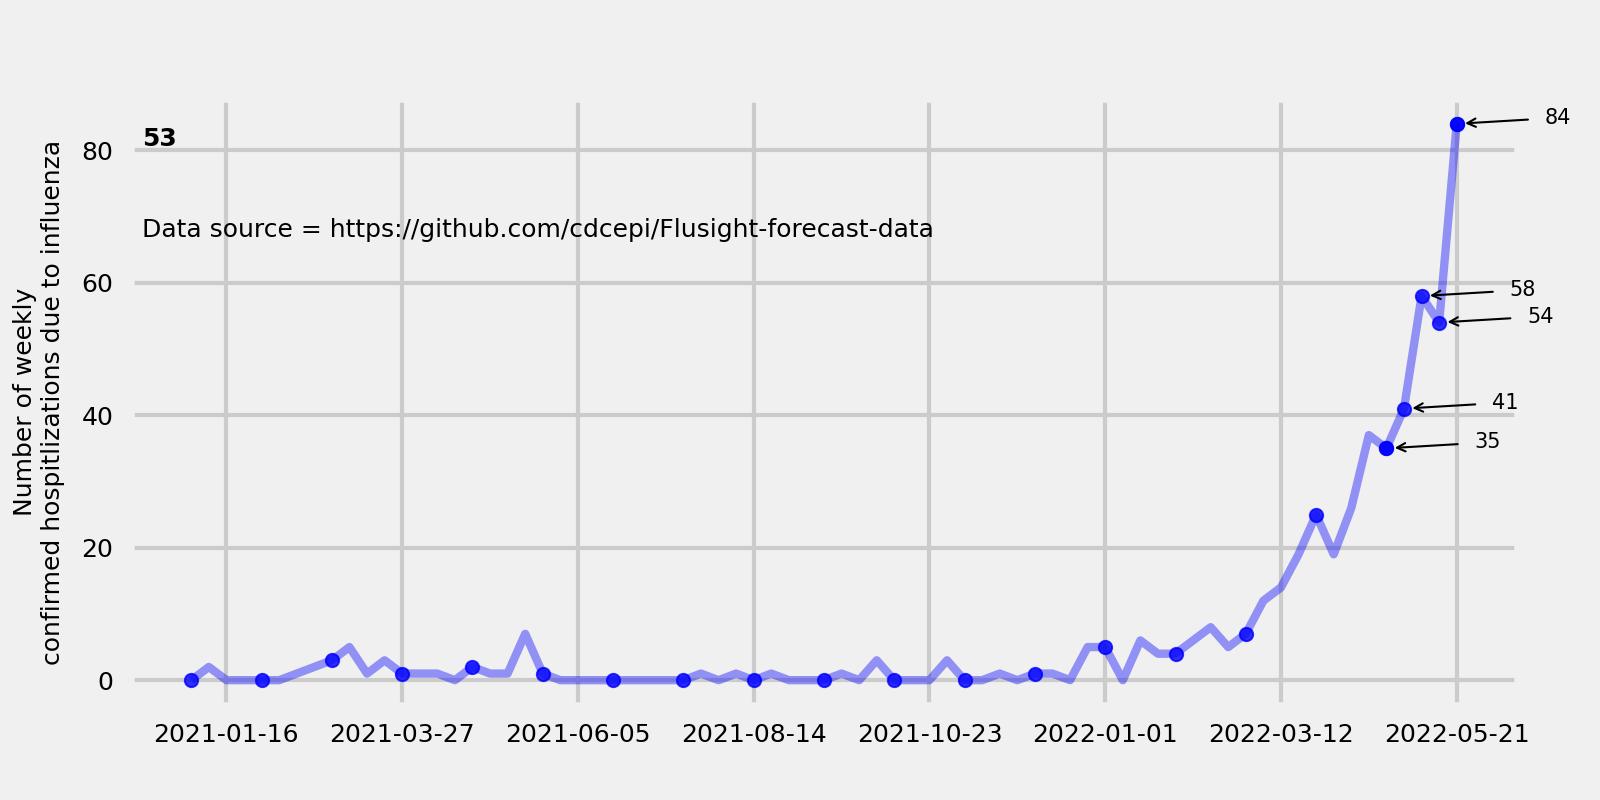 53
Data source = https://github.com/cdcepi/Flusight-forecast-data
Number of weekly
confirmed hospitlizations due to influenza
80
60
40
20
0
84
58
54
41
35
2021-01-16 2021-03-27 2021-06-05 2021-08-14 2021-10-23 2022-01-01 2022-03-12 2022-05-21